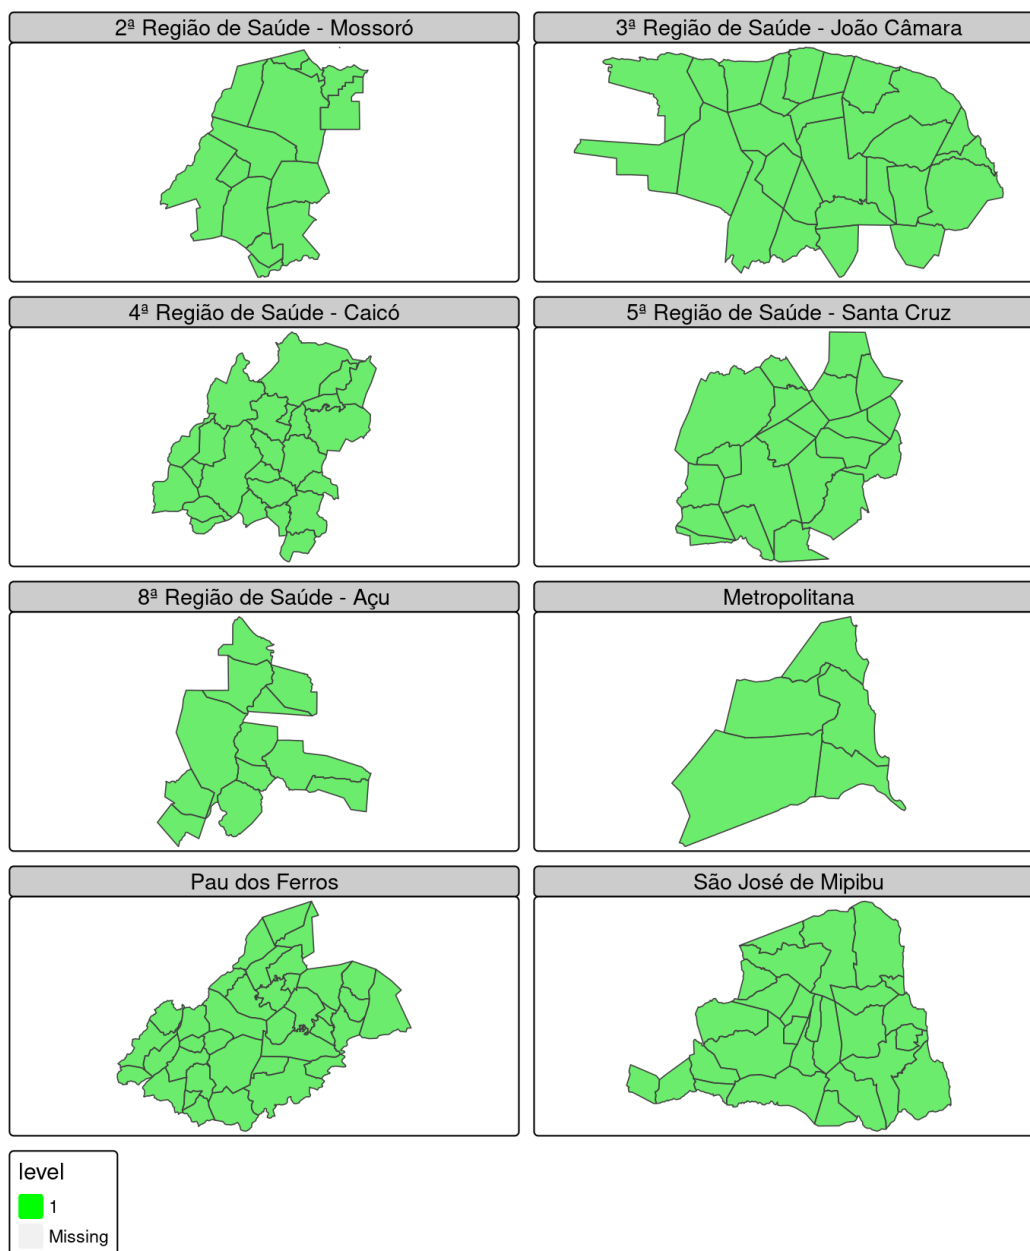 2ª Região de Saúde - Mossoró
3ª Região de Saúde - João Câmara
4ª Região de Saúde - Caicó
5ª Região de Saúde - Santa Cruz
8ª Região de Saúde - Açu
Metropolitana
Pau dos Ferros
São José de Mipibu
level
1
Missing